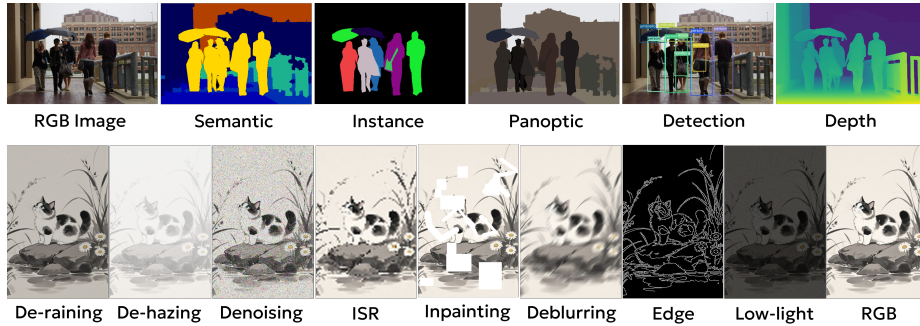 RGB Image
Semantic
Instance
Panoptic
Detection
Depth
De-raining
De-hazing
Denoising
ISR
Inpainting
Deblurring
Edge
Low-light
RGB